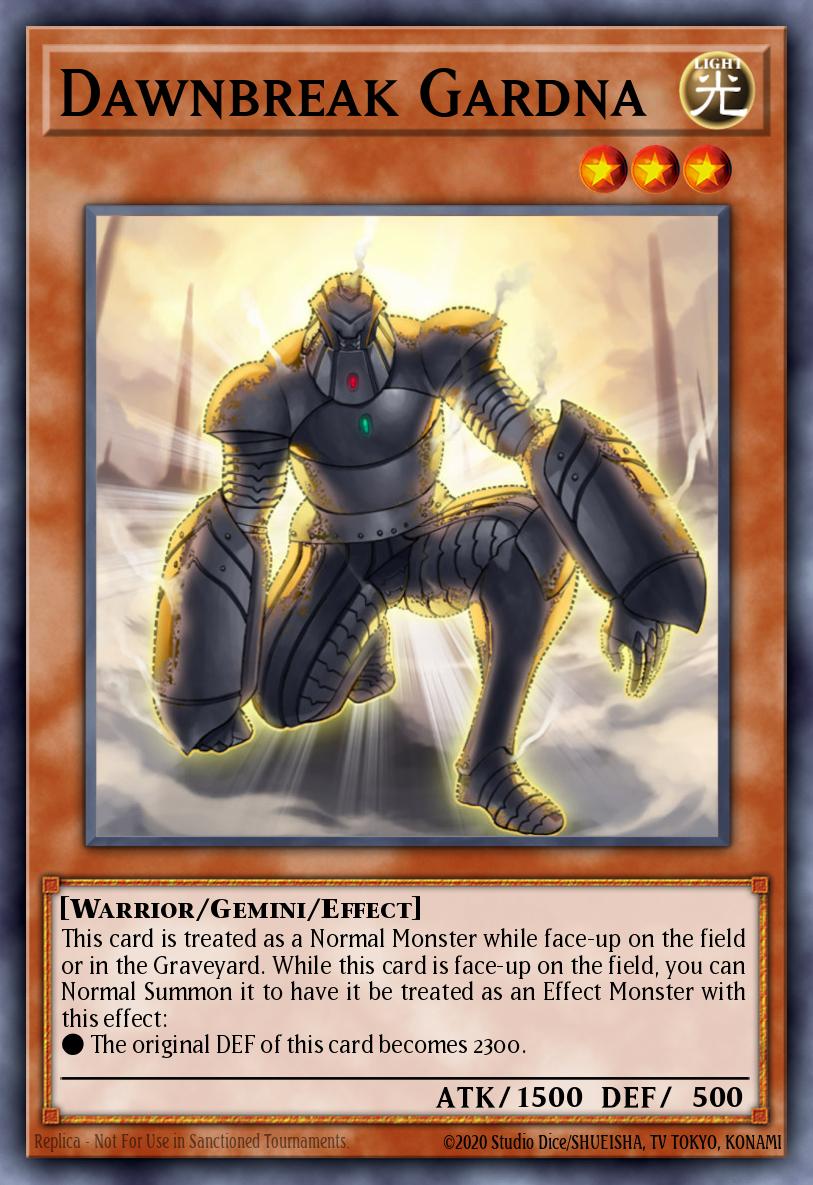 Dawnbreak Gardna
LIGHT
光
[Warrior/Gemini/Effect]
This card is treated as a Normal Monster while face-up on the field
or in the Graveyard. While this card is face-up on the field, you can
Normal Summon it to have it be treated as an Effect Monster with
this effect:
● The original DEF of this card becomes 2300.
ATK/1500 DEF/ 500
Replica - Not For Use in Sanctioned Tournaments.
©2020 Studio Dice/SHUEISHA, TV TOKYO, KONAMI